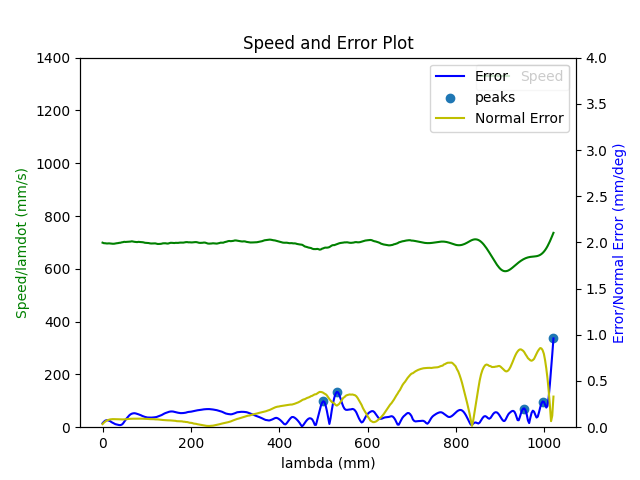 Speed and Error Plot
1400
1200
1000
800
600
400
200
0
Speed/lamdot (mm/s)
4.0
3.5
3.0
2.5
2.0
1.5
1.0
0.5
0.0
Error/Normal Error (mm/deg)
Error
Speed
peaks
Normal Error
0 200 400 600 800 1000
lambda (mm)